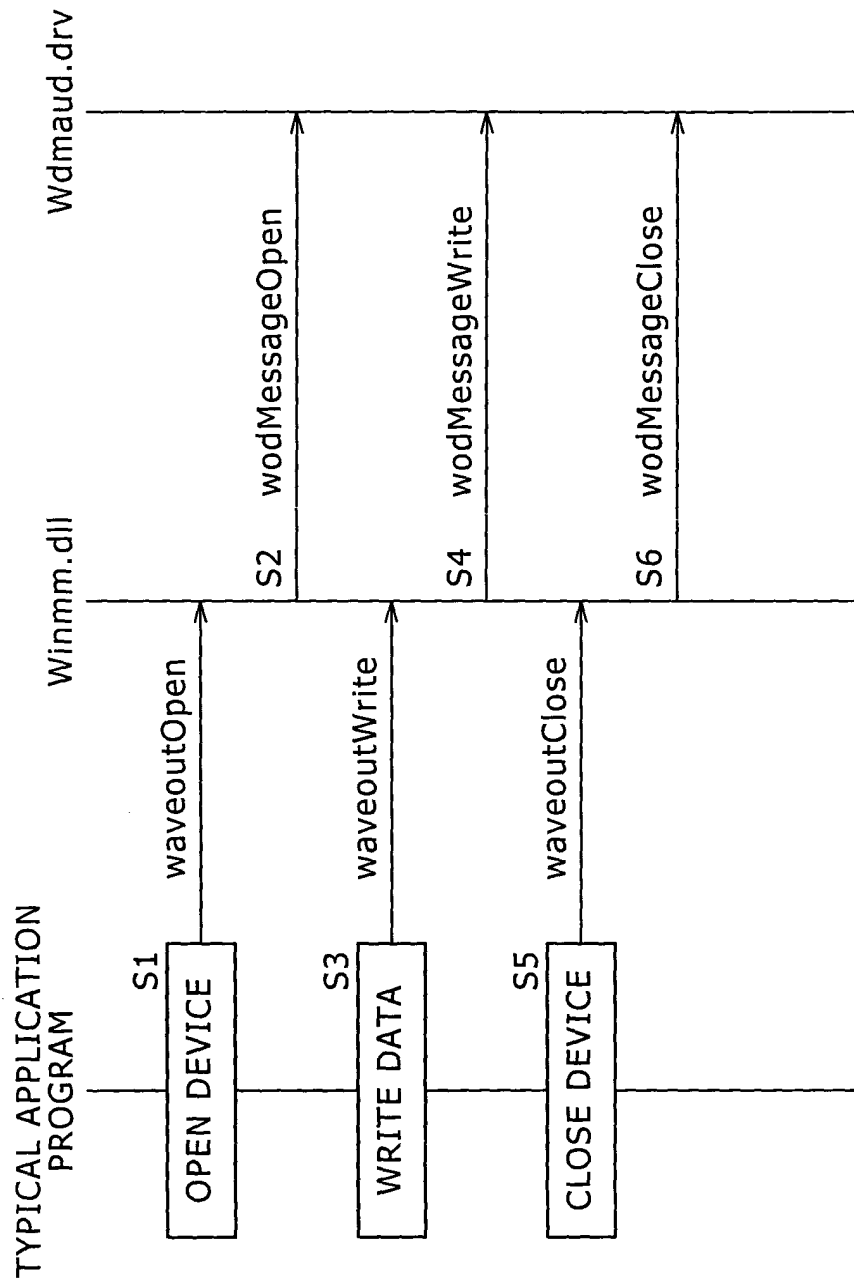 TYPICAL APPLICATION
PROGRAM
Winmm.dll
Wdmaud.drv
S1
OPEN DEVICE
waveoutOpen
S2 wodMessageOpen
S3
WRITE DATA
waveoutWrite
S4 wodMessageWrite
S5
CLOSE DEVICE
waveoutClose
S6 wodMessageClose